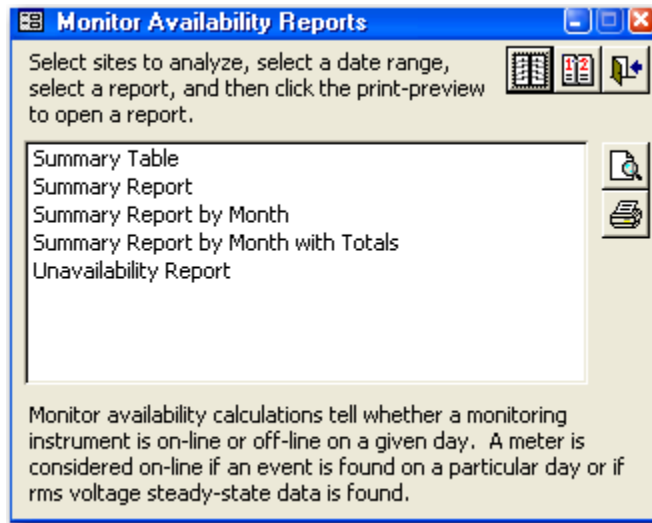 Monitor Availability Reports
Select sites to analyze, select a date range,
select a report, and then click the print-preview
to open a report.
Summary Table
Summary Report
Summary Report by Month
Summary Report by Month with Totals
Unavailability Report
Monitor availability calculations tell whether a monitoring
instrument is on-line or off-line on a given day. A meter is
considered on-line if an event is found on a particular day or if
rms voltage steady-state data is found.